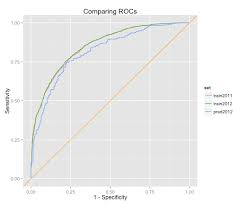 Comparing ROCs
1.00
0.75
0.50
0.25
0.00
Sensitivity
0.00 0.25 0.50 0.75 1.00
1 - Specificity
set
train2011
train2012
prod2012